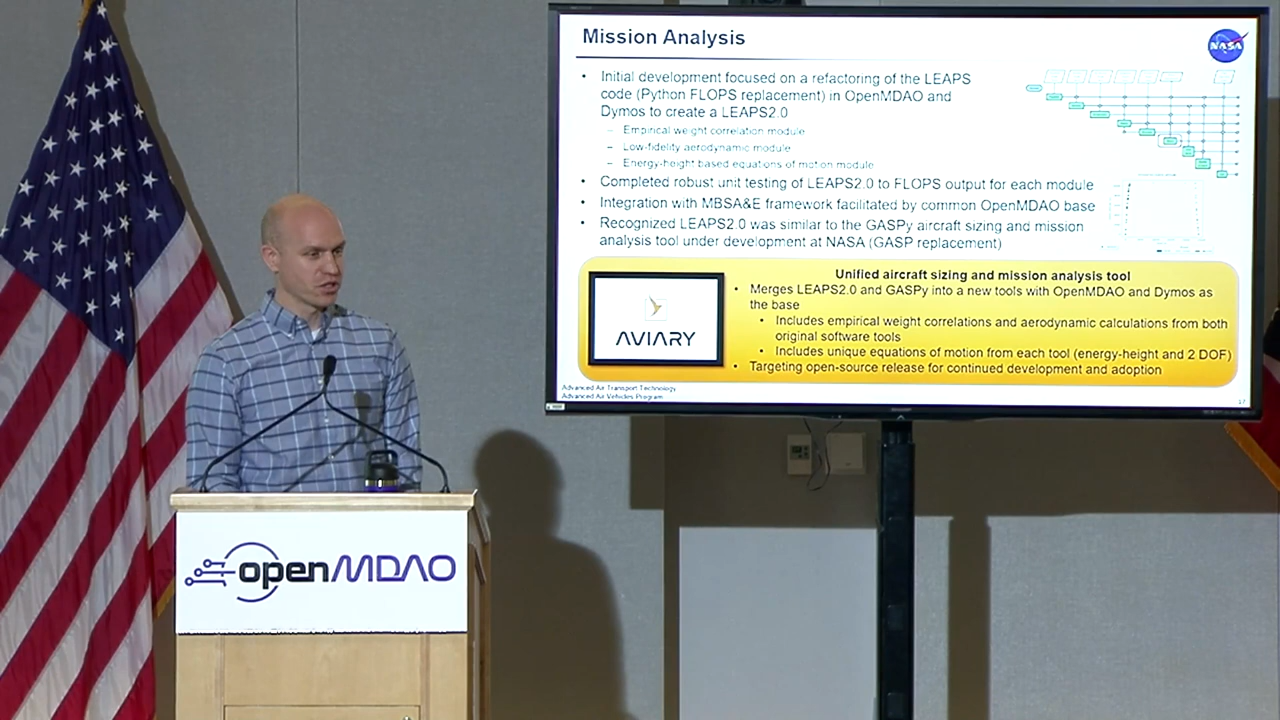 Mission Analysis
NASA
• Initial development focused on a refactoring of the LEAPS
code (Python FLOPS replacement) in OpenMDAO and
Dymos to create a LEAPS2.0
– Empirical weight correlation module
– Low-fidelity aerodynamic module
– Energy-height based equations of motion module
• Completed robust unit testing of LEAPS2.0 to FLOPS output for each module
• Integration with MBSA&E framework facilitated by common OpenMDAO base
• Recognized LEAPS2.0 was similar to the GASPy aircraft sizing and mission
analysis tool under development at NASA (GASP replacement)
Unified aircraft sizing and mission analysis tool
• Merges LEAPS2.0 and GASPy into a new tools with OpenMDAO and Dymos as
the base
• Includes empirical weight correlations and aerodynamic calculations from both
original software tools
• Includes unique equations of motion from each tool (energy-height and 2 DOF)
• Targeting open-source release for continued development and adoption
AVIARY
Advanced Air Transport Technology
Advanced Air Vehicles Program
17
openMDAO